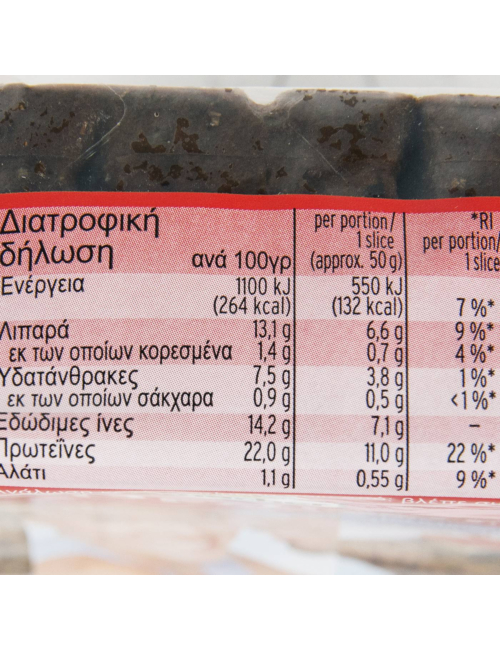 Διατροφική
δήλωση ανά 100γρ per portion/ 1 slice (approx. 50 g) *RI per portion/ 1 slice
Ενέργεια 1100 kJ 550 kJ
(264 kcal) (132 kcal) 7 %*
Λιπαρά 13,1 g 6,6 g 9 %*
εκ των οποίων κορεσμένα 1,4 g 0,7 g 4 %*
Υδατάνθρακες 7,5 g 3,8 g 1 %*
εκ των οποίων σάκχαρα 0,9 g 0,5 g <1 %*
Εδώδιμες ίνες 14,2 g 7,1 g –
Πρωτεΐνες 22,0 g 11,0 g 22 %*
Αλάτι 1,1 g 0,55 g 9 %*